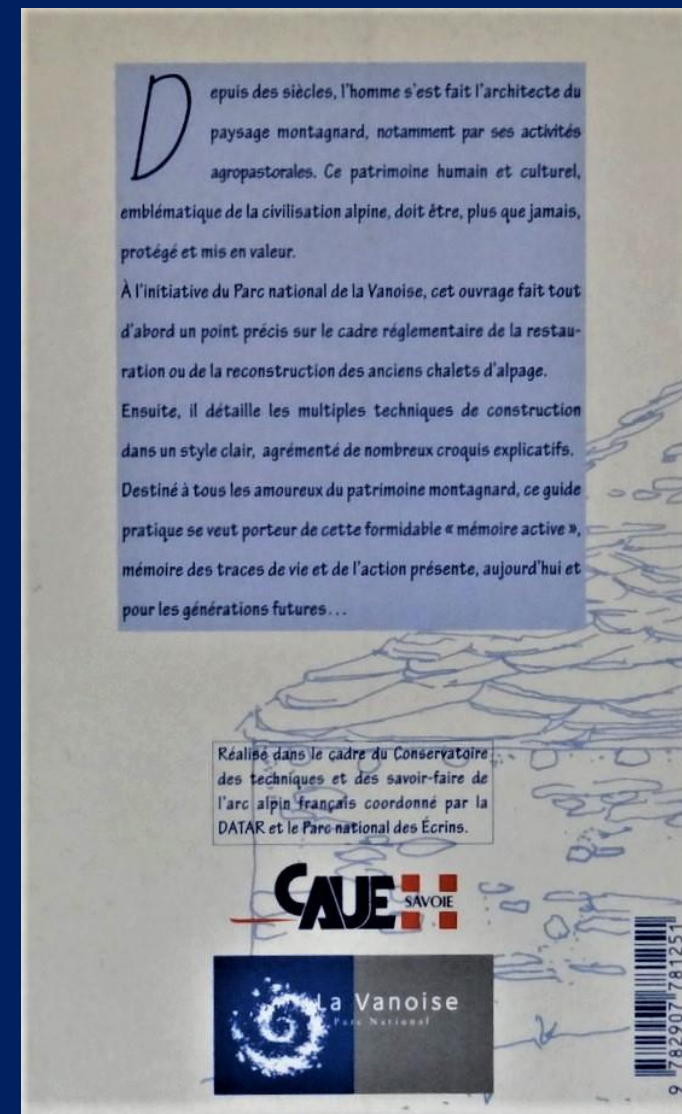 Depuis des siècles, l'homme s'est fait l'architecte du
paysage montagnard, notamment par ses activités
agropastorales. Ce patrimoine humain et culturel,
emblématique de la civilisation alpine, doit être, plus que jamais,
protégé et mis en valeur.
À l'initiative du Parc national de la Vanoise, cet ouvrage fait tout
d'abord un point précis sur le cadre réglementaire de la restau-
ration ou de la reconstruction des anciens chalets d'alpage.
Ensuite, il détaille les multiples techniques de construction
dans un style clair, agrémenté de nombreux croquis explicatifs.
Destiné à tous les amoureux du patrimoine montagnard, ce guide
pratique se veut porteur de cette formidable « mémoire active »,
mémoire des traces de vie et de l'action présente, aujourd'hui et
pour les générations futures...
Réalisé dans le cadre du Conservatoire
des techniques et des savoir-faire de
l'arc alpin français coordonné par la
DATAR et le Parc national des Écrins.
CAUE SAVOIE
La Vanoise
Parc National
9 782907 781251